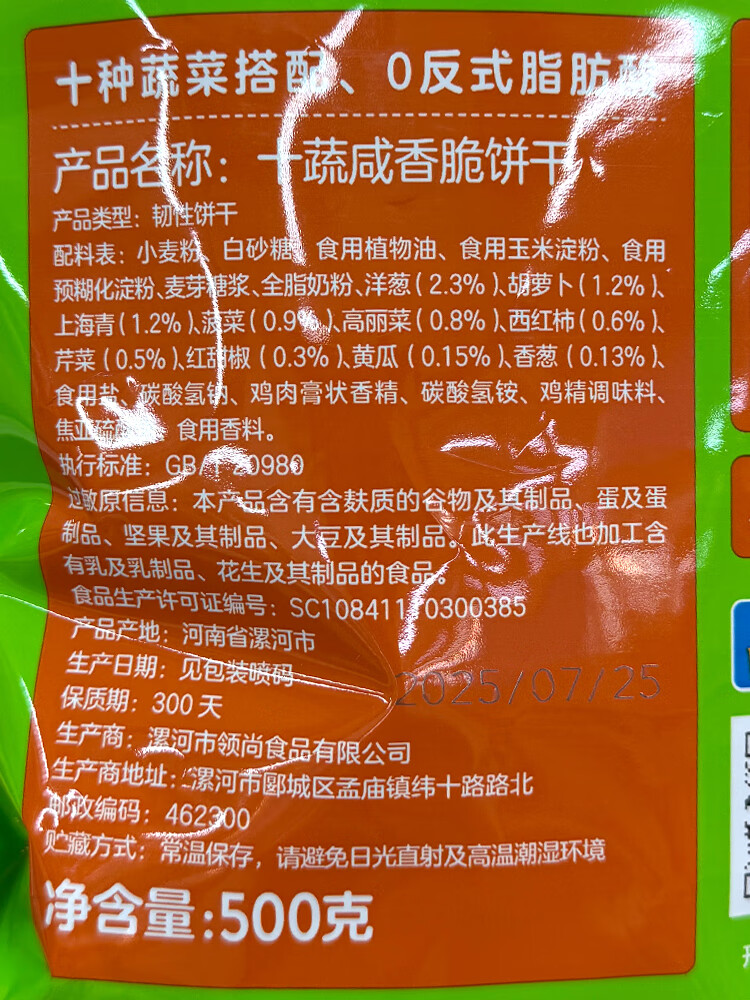 十种蔬菜搭配、0反式脂肪酸
产品名称：十蔬咸香脆饼干
产品类型：韧性饼干
配料表：小麦粉、白砂糖、食用植物油、食用玉米淀粉、食用
预糊化淀粉、麦芽糖浆、全脂奶粉、洋葱(2.3%)、胡萝卜(1.2%)、
上海青(1.2%)、菠菜(0.9%)、高丽菜(0.8%)、西红柿(0.6%)、
芹菜(0.5%)、红甜椒(0.3%)、黄瓜(0.15%)、香葱(0.13%)、
食用盐、碳酸氢钠、鸡肉膏状香精、碳酸氢铵、鸡精调味料、
焦亚硫 食用香料。
执行标准：GB/T 20980
过敏原信息：本产品含有含麸质的谷物及其制品、蛋及蛋
制品、坚果及其制品、大豆及其制品。此生产线也加工含
有乳及乳制品、花生及其制品的食品。
食品生产许可证编号：
产品产地：河南省漯河市
生产日期：见包装喷码
2025/07/25
保质期：300天
生产商：漯河市领尚食品有限公司
生产商地址：漯河市郾城区孟庙镇纬十路路北
邮政编码：462300
贮藏方式：常温保存，请避免日光直射及高温潮湿环境
净含量:500克